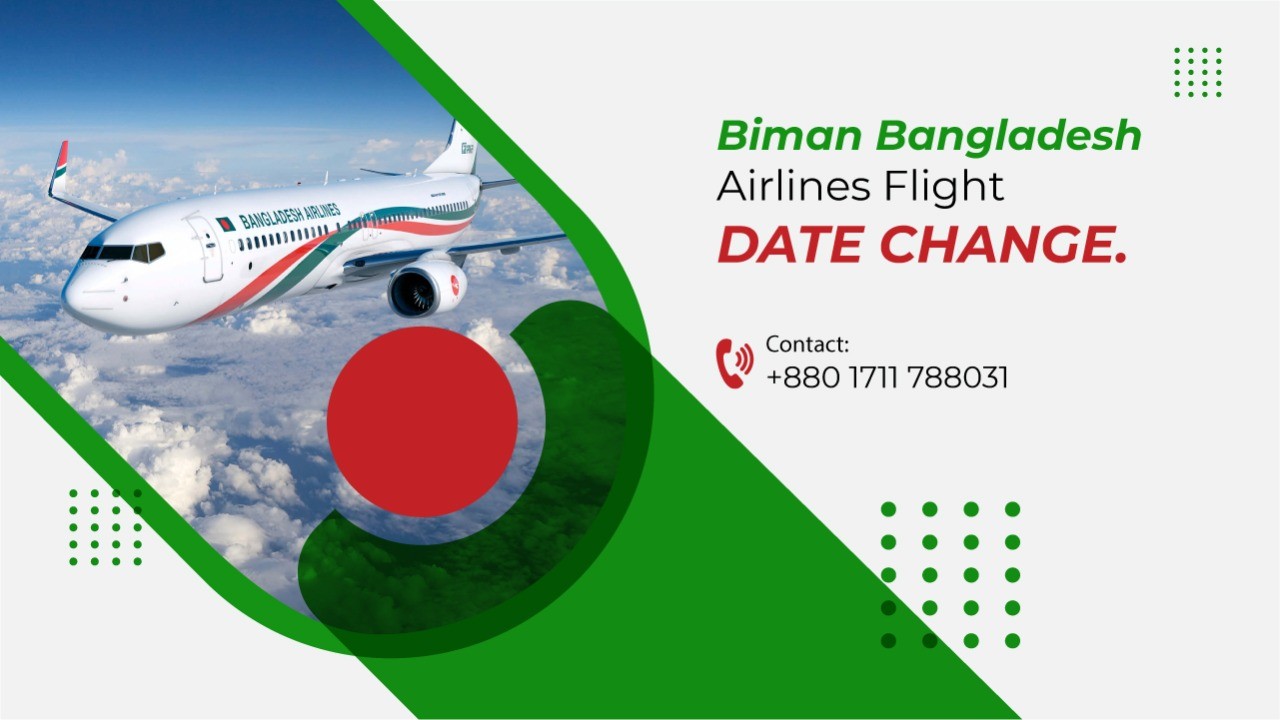 BANGLADESH AIRLINES
Biman Bangladesh
Airlines Flight
DATE CHANGE.
Contact:
+880 1711 788031